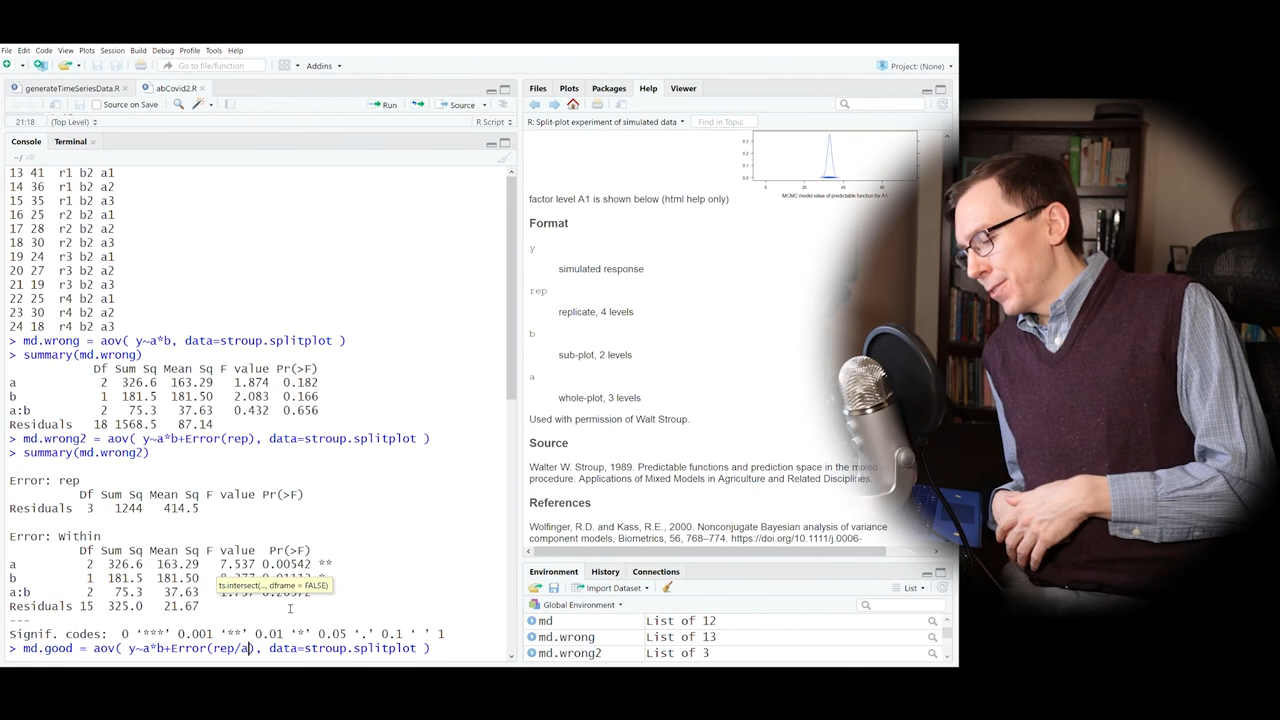 File Edit Code View Plots Session Build Debug Profile Tools Help
Go to file/function
Addins
Project: (None)
generateTimeSeriesData.R
abCovid2.R
Source on Save
Run
Source
21:18 (Top Level)
R Script
Console Terminal
~/
13 41 r1 b2 a1
14 36 r1 b2 a2
15 35 r1 b2 a3
16 25 r2 b2 a1
17 28 r2 b2 a2
18 30 r2 b2 a3
19 24 r3 b2 a1
20 27 r3 b2 a2
21 19 r3 b2 a3
22 25 r4 b2 a1
23 30 r4 b2 a2
24 18 r4 b2 a3
> md.wrong = aov( y~a*b, data=stroup.splitplot )
> summary(md.wrong)
Df Sum Sq Mean Sq F value Pr(>F)
a 2 326.6 163.29 1.874 0.182
b 1 181.5 181.50 2.083 0.166
a:b 2 75.3 37.63 0.432 0.656
Residuals 18 1568.5 87.14
> md.wrong2 = aov( y~a*b+Error(rep), data=stroup.splitplot )
> summary(md.wrong2)
Error: rep
Df Sum Sq Mean Sq F value Pr(>F)
Residuals 3 1244 414.5
Error: Within
Df Sum Sq Mean Sq F value Pr(>F)
a 2 326.6 163.29 7.537 0.00542 **
b 1 181.5 181.50
ts.intersect(..., dframe = FALSE)
a:b 2 75.3 37.63
Residuals 15 325.0 21.67
---
Signif. codes: 0 ‘***’ 0.001 ‘**’ 0.01 ‘*’ 0.05 ‘.’ 0.1 ‘ ’ 1
> md.good = aov( y~a*b+Error(rep/a), data=stroup.splitplot )
Files Plots Packages Help Viewer
R: Split-plot experiment of simulated data
Find in Topic
MCMC model value of predictable function for A1
factor level A1 is shown below (html help only)
Format
y
simulated response
rep
replicate, 4 levels
b
sub-plot, 2 levels
a
whole-plot, 3 levels
Used with permission of Walt Stroup.
Source
Walter W. Stroup, 1989. Predictable functions and prediction space in the mixed
procedure. Applications of Mixed Models in Agriculture and Related Disciplines.
References
Wolfinger, R.D. and Kass, R.E., 2000. Nonconjugate Bayesian analysis of variance
component models, Biometrics, 56, 768–774. https://doi.org/10.1111/j.0006-
Environment History Connections
Import Dataset
List
Global Environment
md List of 12
md.wrong List of 13
md.wrong2 List of 3